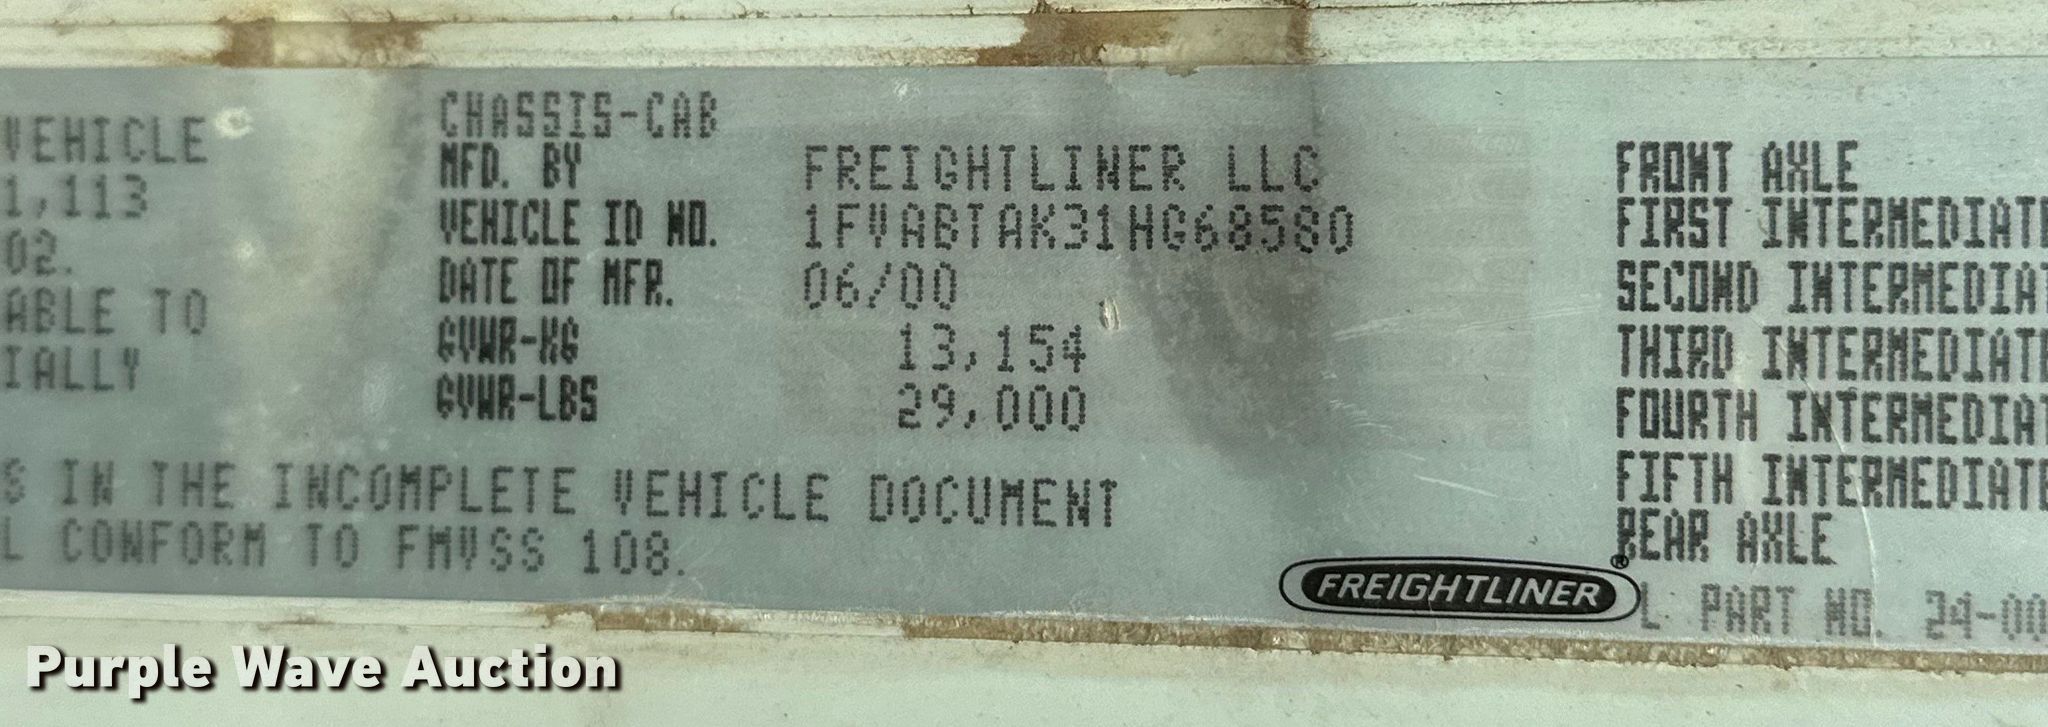 VEHICLE
1,113
02.
ABLE TO
IALLY
CHASSIS-CAB
MFD. BY FREIGHTLINER LLC
VEHICLE ID NO. 1FVABTAK31HG68580
DATE OF MFR. 06/00
GVWR-KG 13,154
GVWR-LBS 29,000
S IN THE INCOMPLETE VEHICLE DOCUMENT
L CONFORM TO FMVSS 108.
FRONT AXLE
FIRST INTERMEDIATE
SECOND INTERMEDIAT
THIRD INTERMEDIATE
FOURTH INTERMEDIAT
FIFTH INTERMEDIATE
REAR AXLE
FREIGHTLINER®
L PART NO. 24-00
Purple Wave Auction